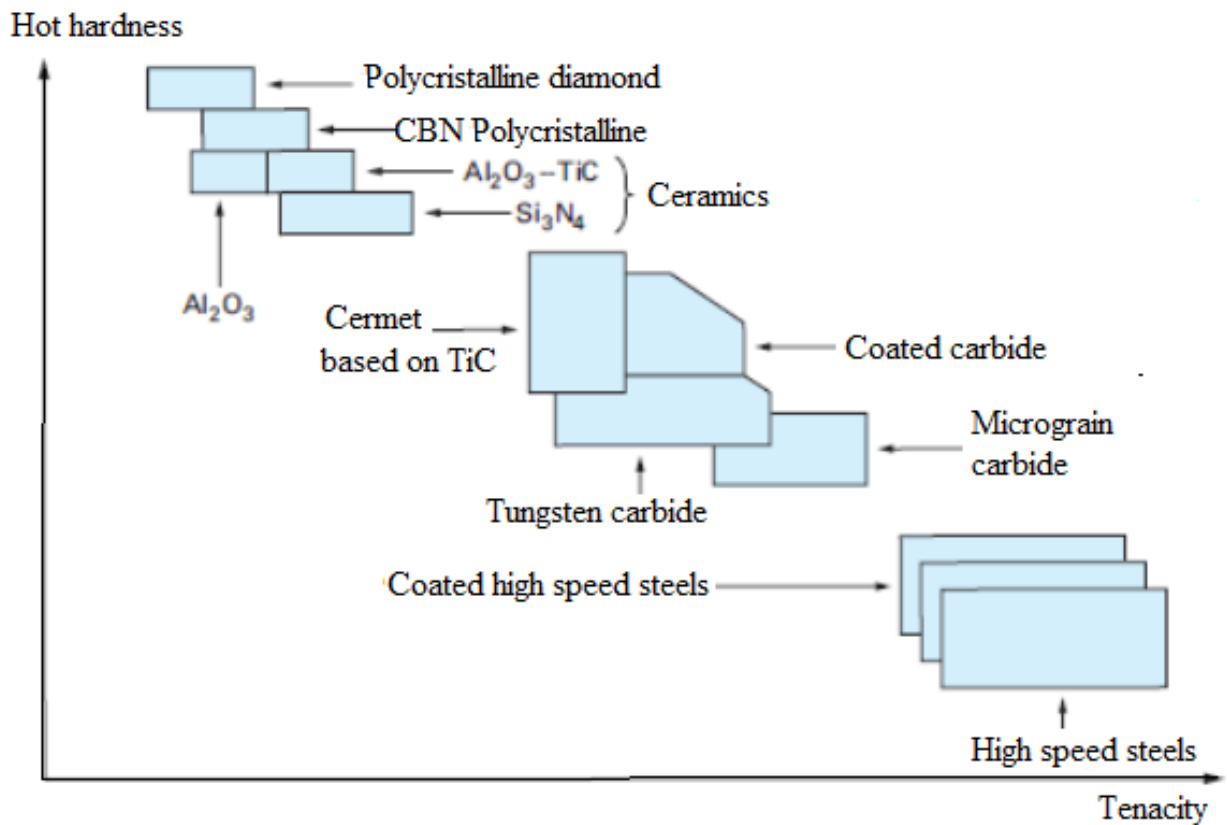 Hot hardness
Polycristalline diamond
CBN Polycristalline
Al₂O₃–TiC
Ceramics
Si₃N₄
Al₂O₃
Cermet
based on TiC
Coated carbide
Micrograin
carbide
Tungsten carbide
Coated high speed steels
High speed steels
Tenacity